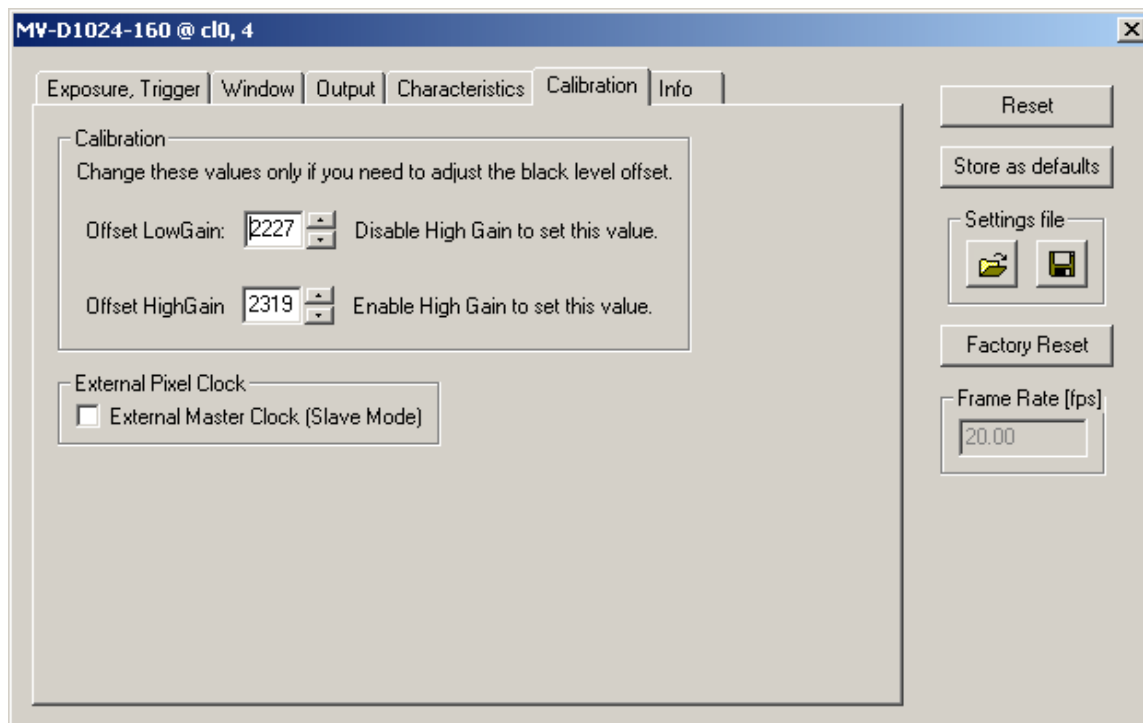 MV-D1024-160 @ cl0, 4
Exposure, Trigger
Window
Output
Characteristics
Calibration
Info
Calibration
Change these values only if you need to adjust the black level offset.
Offset LowGain: 2227 Disable High Gain to set this value.
Offset HighGain 2319 Enable High Gain to set this value.
External Pixel Clock
External Master Clock (Slave Mode)
Reset
Store as defaults
Settings file
Factory Reset
Frame Rate [fps]
20.00